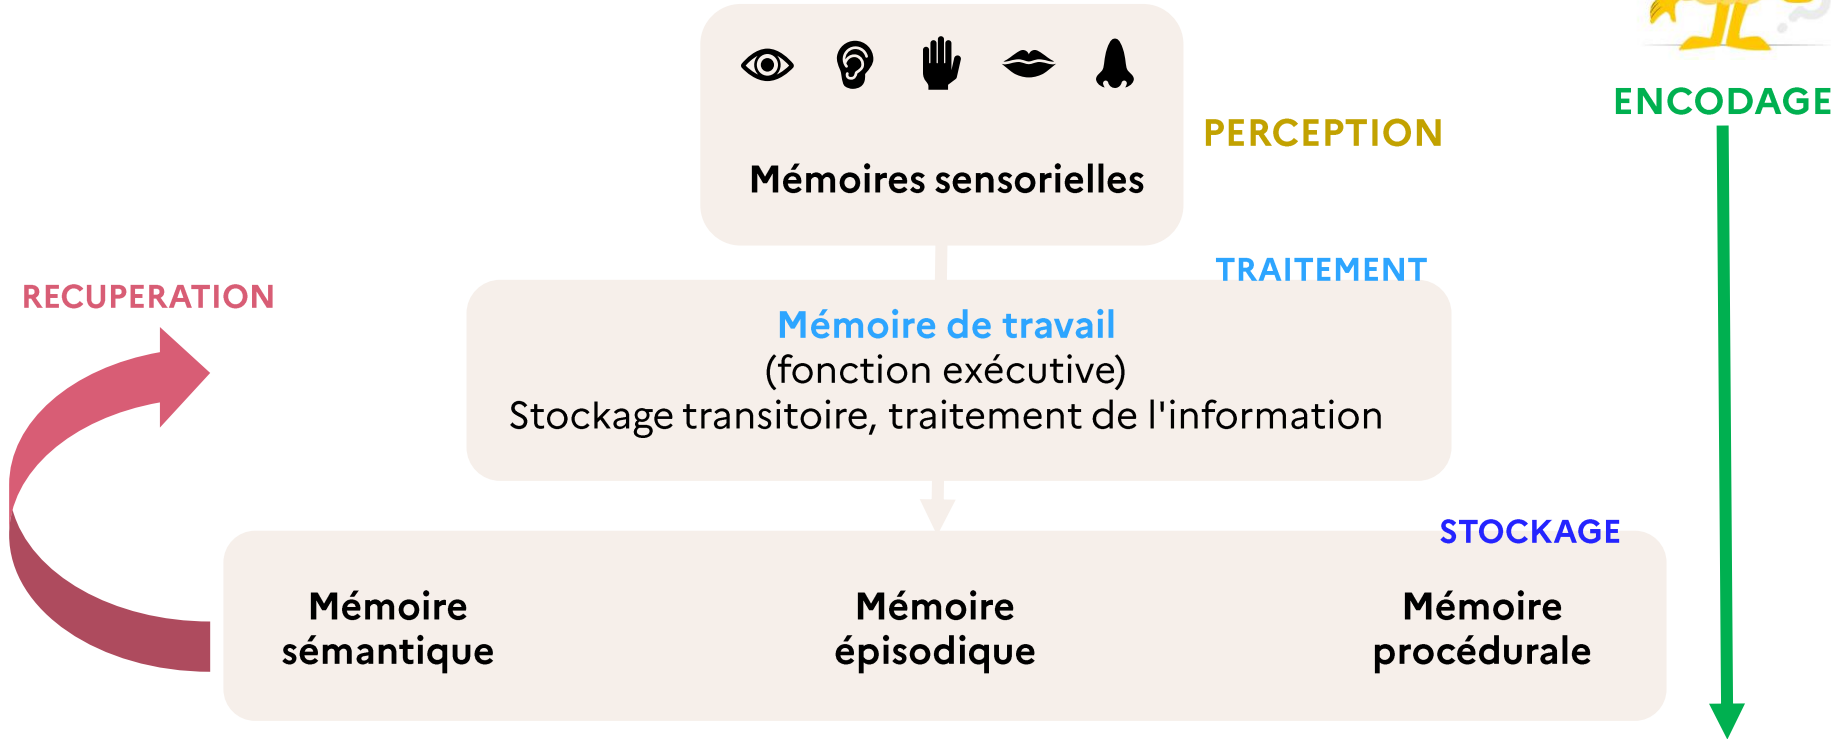 ENCODAGE
PERCEPTION
Mémoires sensorielles
TRAITEMENT
RECUPERATION
Mémoire de travail
(fonction exécutive)
Stockage transitoire, traitement de l'information
STOCKAGE
Mémoire
sémantique
Mémoire
épisodique
Mémoire
procédurale